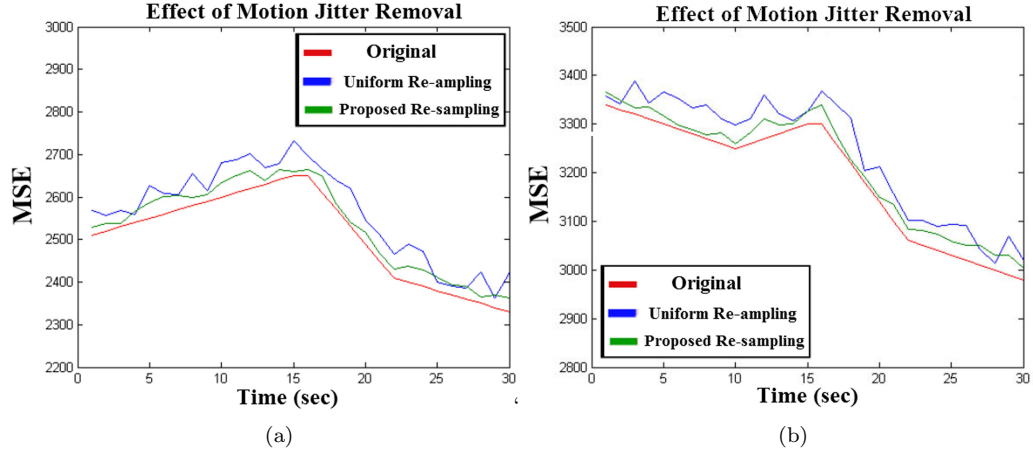 Effect of Motion Jitter Removal
3000
2900
2800
2700
2600
2500
2400
2300
2200
MSE
Original
Uniform Re-ampling
Proposed Re-sampling
0 5 10 15 20 25 30
Time (sec)
(a)
Effect of Motion Jitter Removal
3500
3400
3300
3200
3100
3000
2900
2800
MSE
Original
Uniform Re-ampling
Proposed Re-sampling
0 5 10 15 20 25 30
Time (sec)
(b)